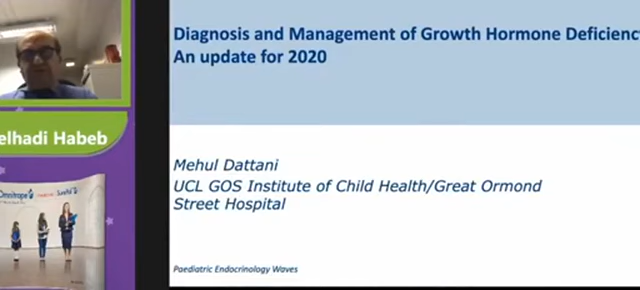 Diagnosis and Management of Growth Hormone Deficienc
An update for 2020
elhadi Habeb
Mehul Dattani
UCL GOS Institute of Child Health/Great Ormond
Street Hospital
Omnitrope
Paediatric Endocrinology Waves